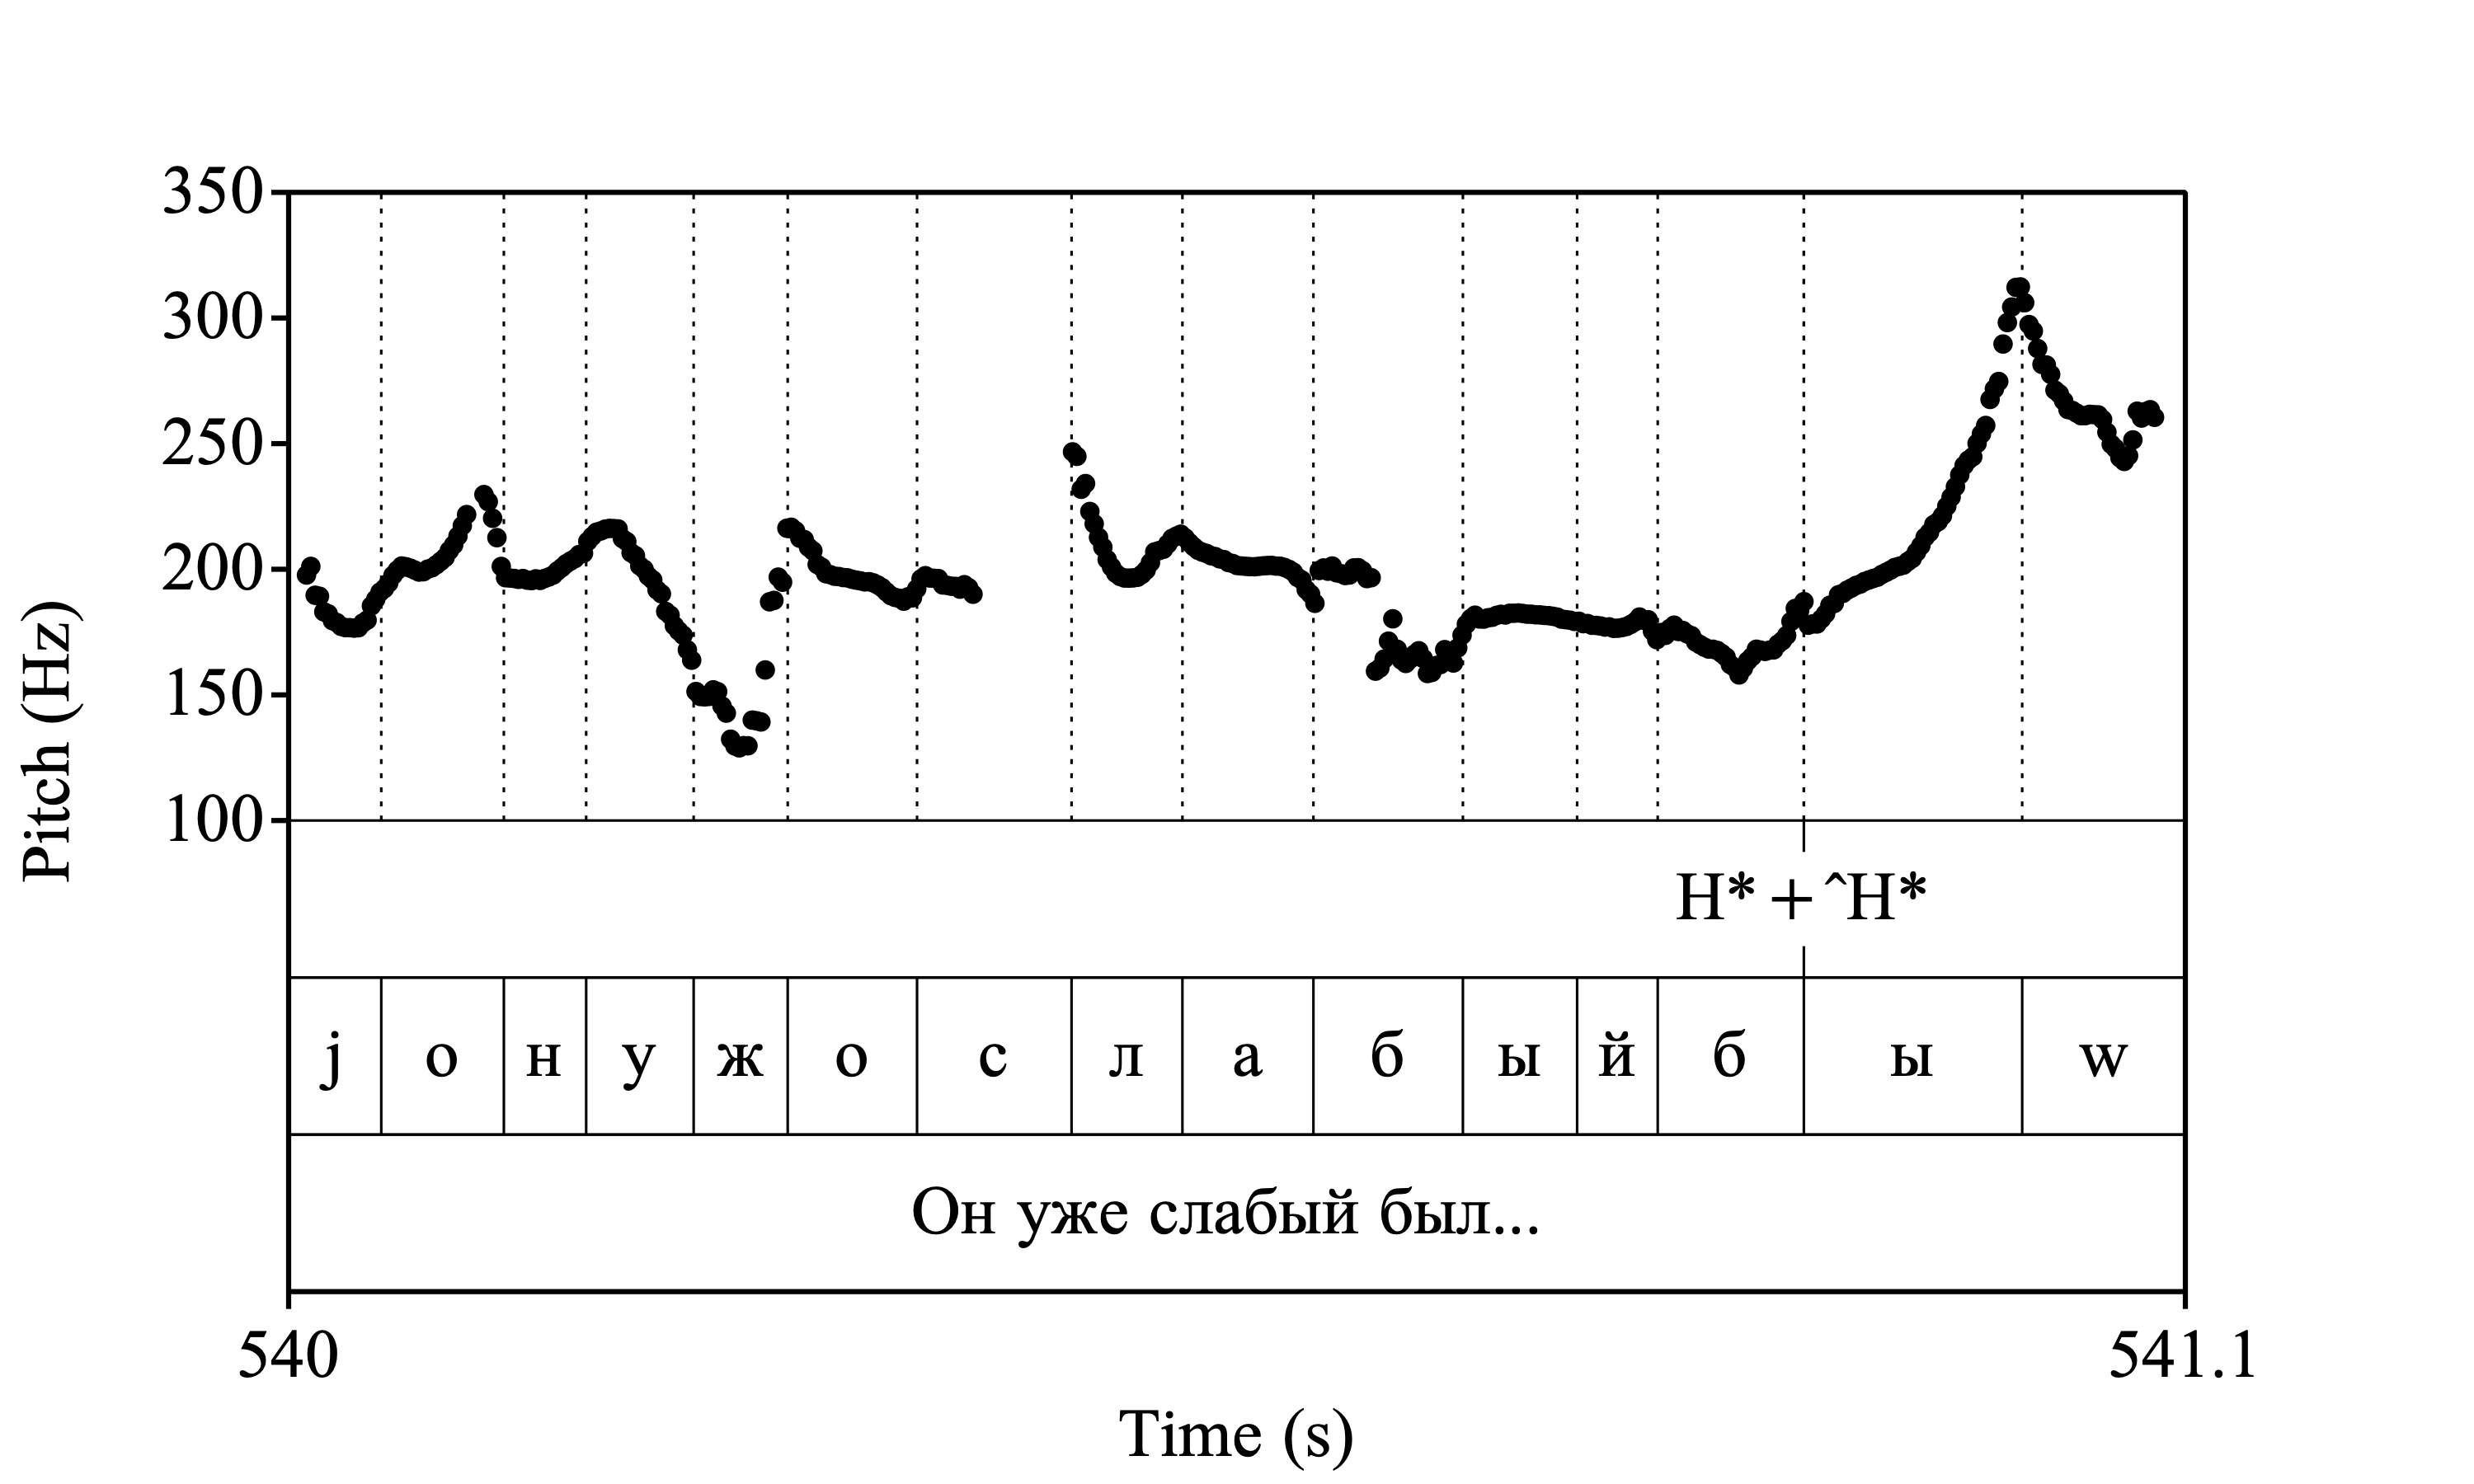 350
300
250
200
150
100
Pitch (Hz)
H* + ^H*
j о н у ж о с л а б ы й б ы w
Он уже слабый был...
540 541.1
Time (s)